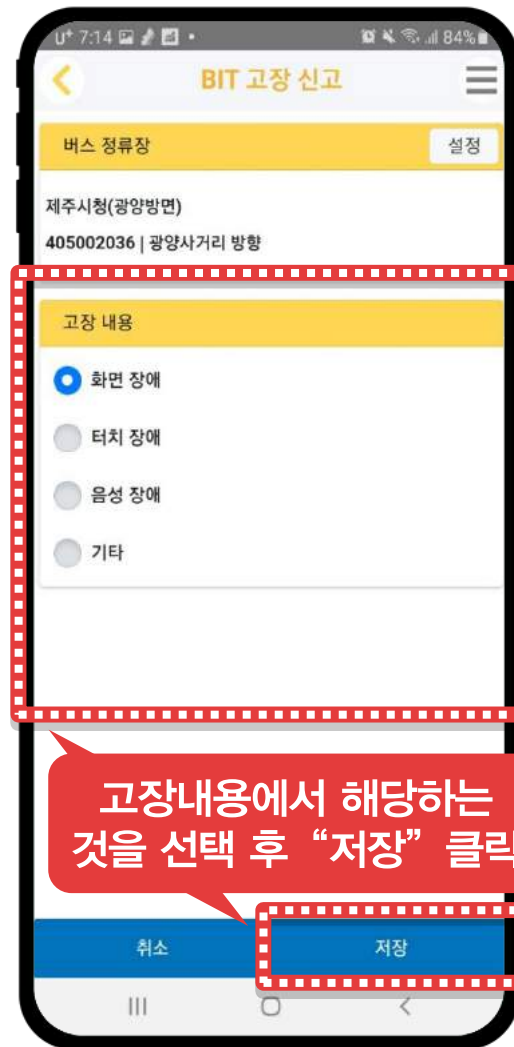 U⁺ 7:14 84%
BIT 고장 신고
버스 정류장 설정
제주시청(광양방면)
405002036 | 광양사거리 방향
고장 내용
화면 장애
터치 장애
음성 장애
기타
고장내용에서 해당하는
것을 선택 후 “저장” 클릭
취소 저장